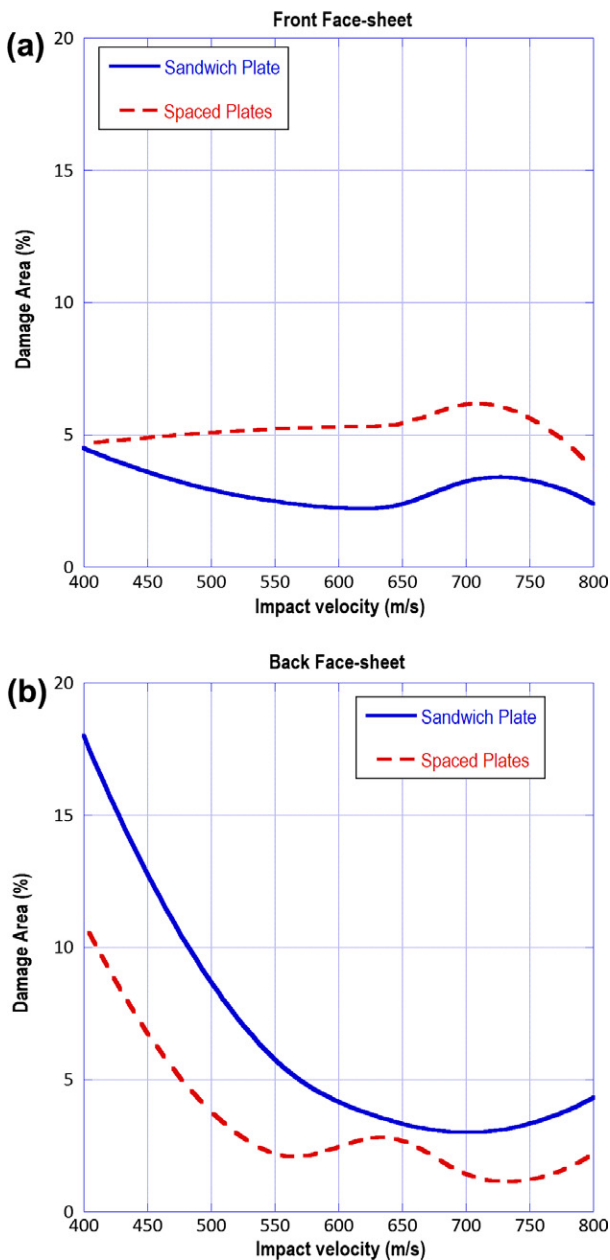 Front Face-sheet
(a)
20
Sandwich Plate
Spaced Plates
15
Damage Area (%)
10
5
0
400 450 500 550 600 650 700 750 800
Impact velocity (m/s)
Back Face-sheet
(b)
20
Sandwich Plate
Spaced Plates
15
Damage Area (%)
10
5
0
400 450 500 550 600 650 700 750 800
Impact velocity (m/s)